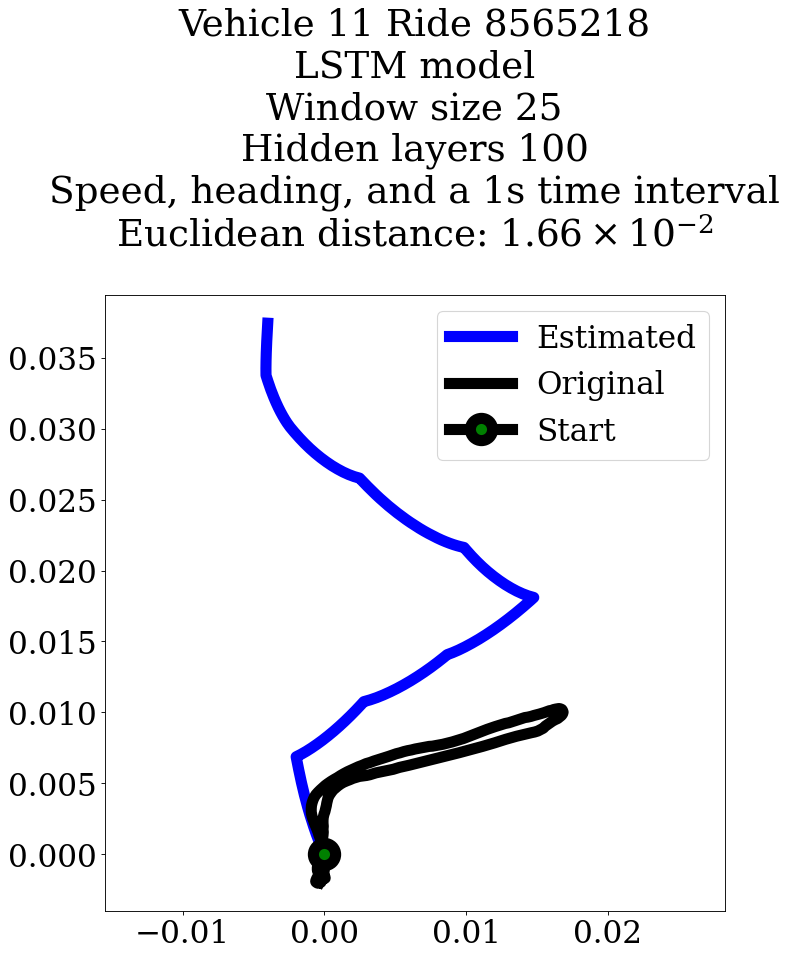 Vehicle 11 Ride 8565218
LSTM model
Window size 25
Hidden layers 100
Speed, heading, and a 1s time interval
Euclidean distance: 1.66 × 10⁻²
Estimated
Original
Start
0.035
0.030
0.025
0.020
0.015
0.010
0.005
0.000
−0.01 0.00 0.01 0.02